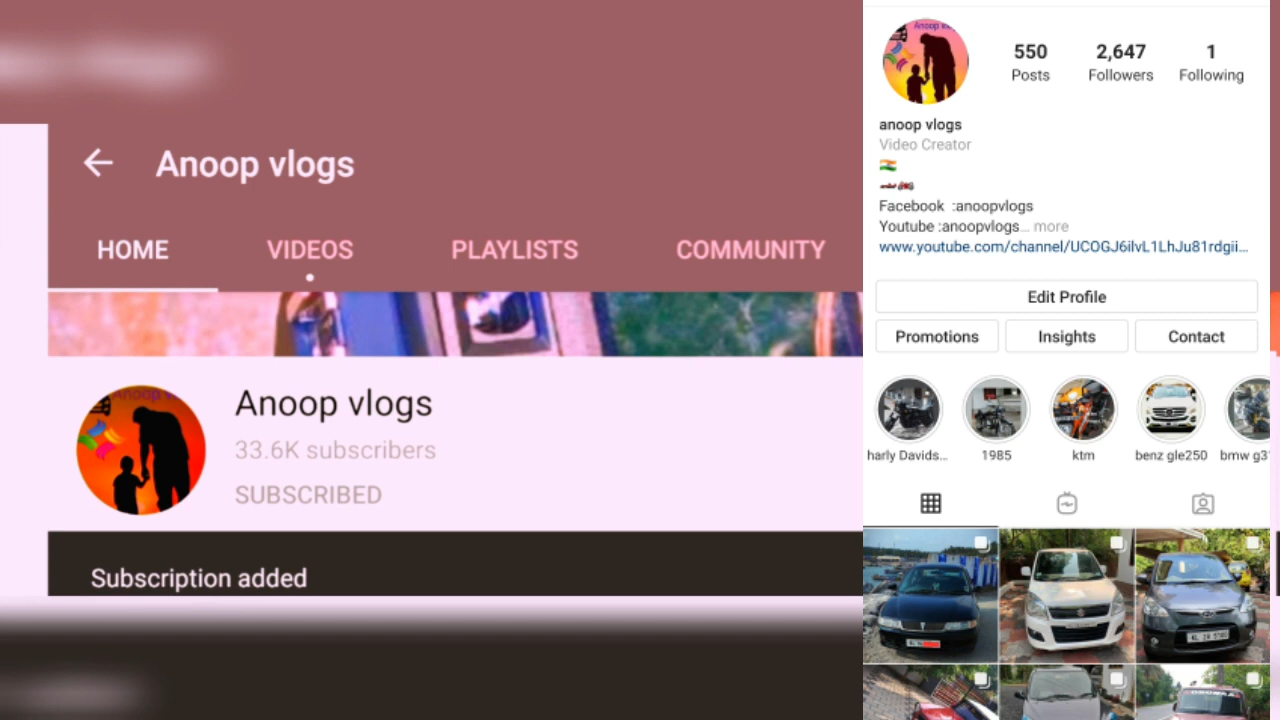 Anoop vlogs
HOME
VIDEOS
PLAYLISTS
COMMUNITY
Anoop vlogs
33.6K subscribers
SUBSCRIBED
Subscription added
550
Posts
2,647
Followers
1
Following
anoop vlogs
Video Creator
Facebook :anoopvlogs
Youtube :anoopvlogs... more
www.youtube.com/channel/UCOGJ6ilvL1LhJu81rdgii...
Edit Profile
Promotions
Insights
Contact
harly Davids...
1985
ktm
benz gle250
bmw g31